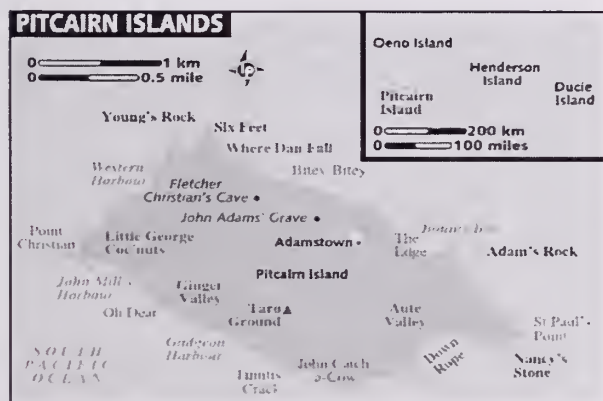 PITCAIRN ISLANDS
0 1 km
0 0.5 mile
Oeno Island
Henderson
Island
Ducie
Island
Pitcairn
Island
0 200 km
0 100 miles
Young's Rock
Six Feet
Where Dan Fall
Bitey Bitey
Western
Harbour
Fletcher
Christian's Cave
John Adams' Grave
Point
Christian
Little George
Coc'nuts
Adamstown
The
Edge
Adam's Rock
Pitcairn Island
John Mill
Harbour
Oh Dear
Ginger
Valley
Taro
Ground
Aute
Valley
St Paul's
Point
Gudgeon
Harbour
Down
Rope
Nancy's
Stone
SOUTH
PACIFIC
OCEAN
John Catch
a-Cow